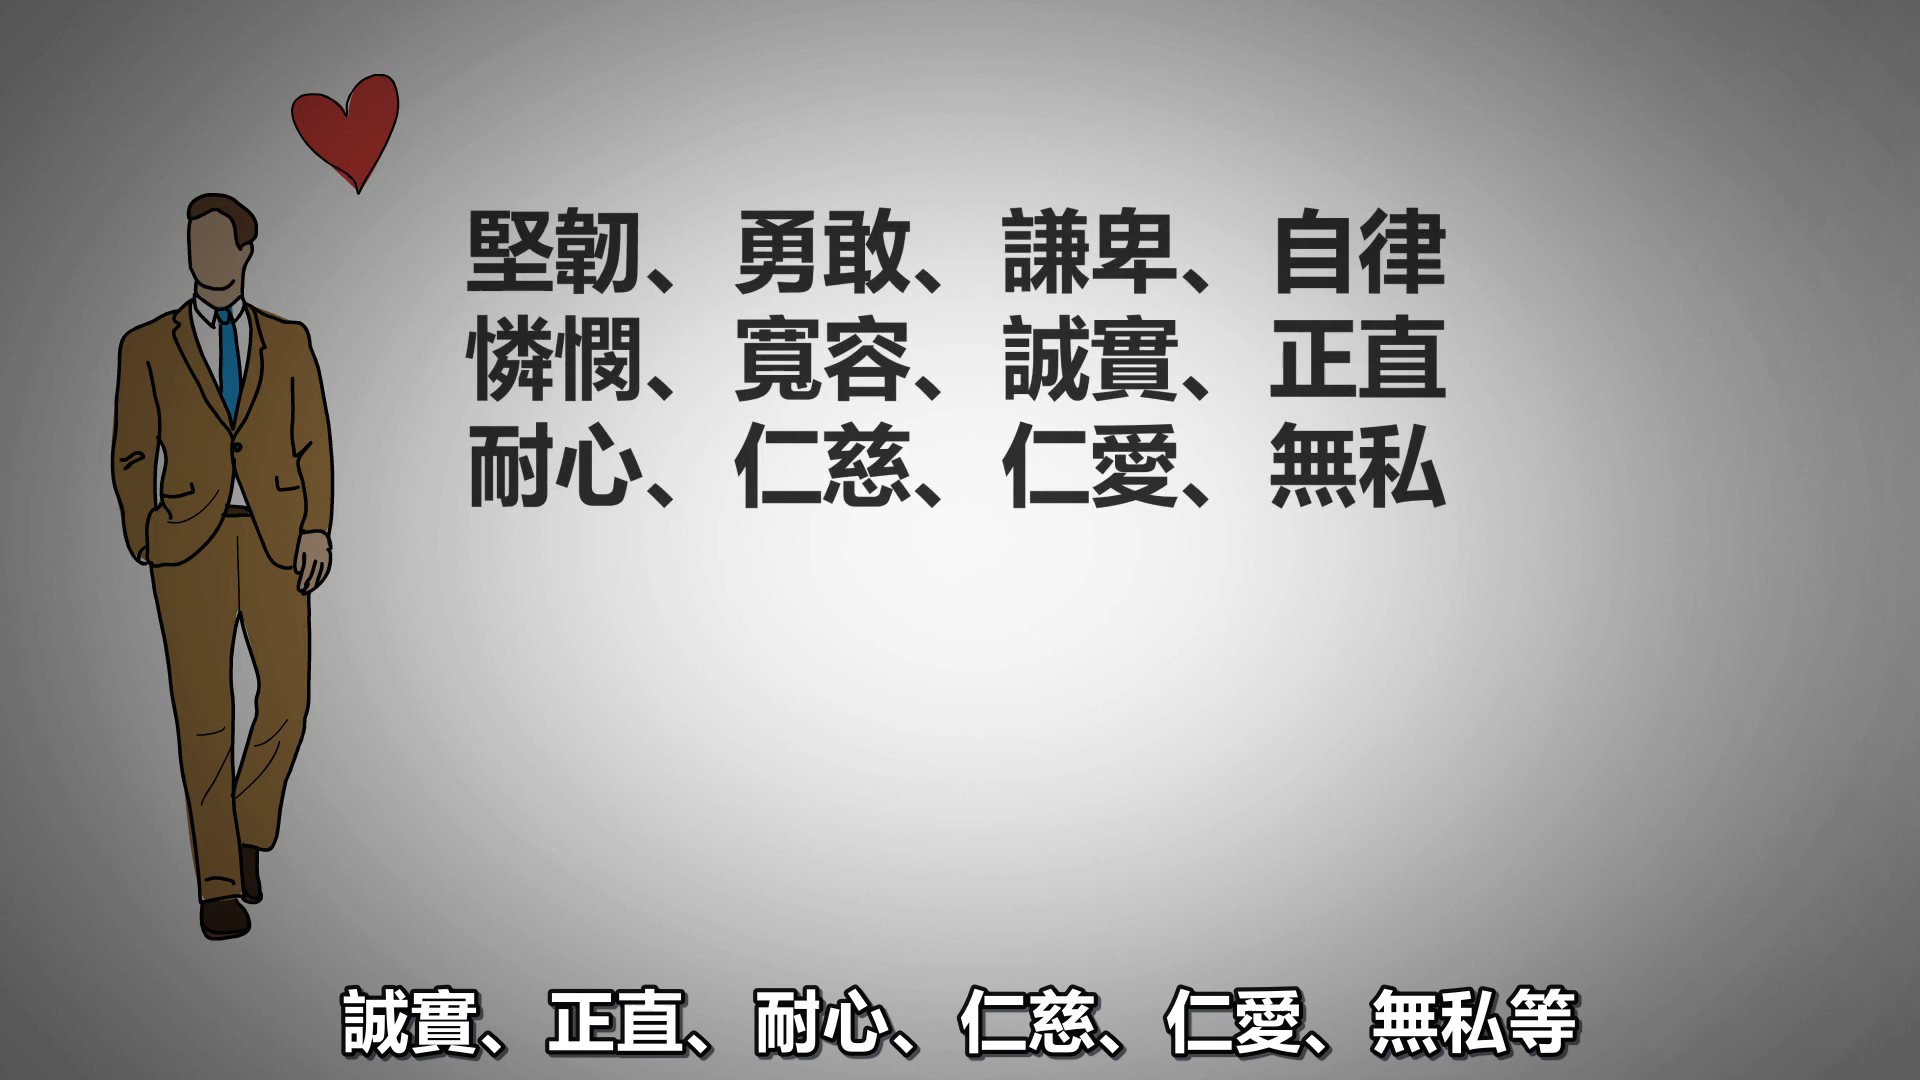 堅韌、勇敢、謙卑、自律
憐憫、寬容、誠實、正直
耐心、仁慈、仁愛、無私
誠實、正直、耐心、仁慈、仁愛、無私等